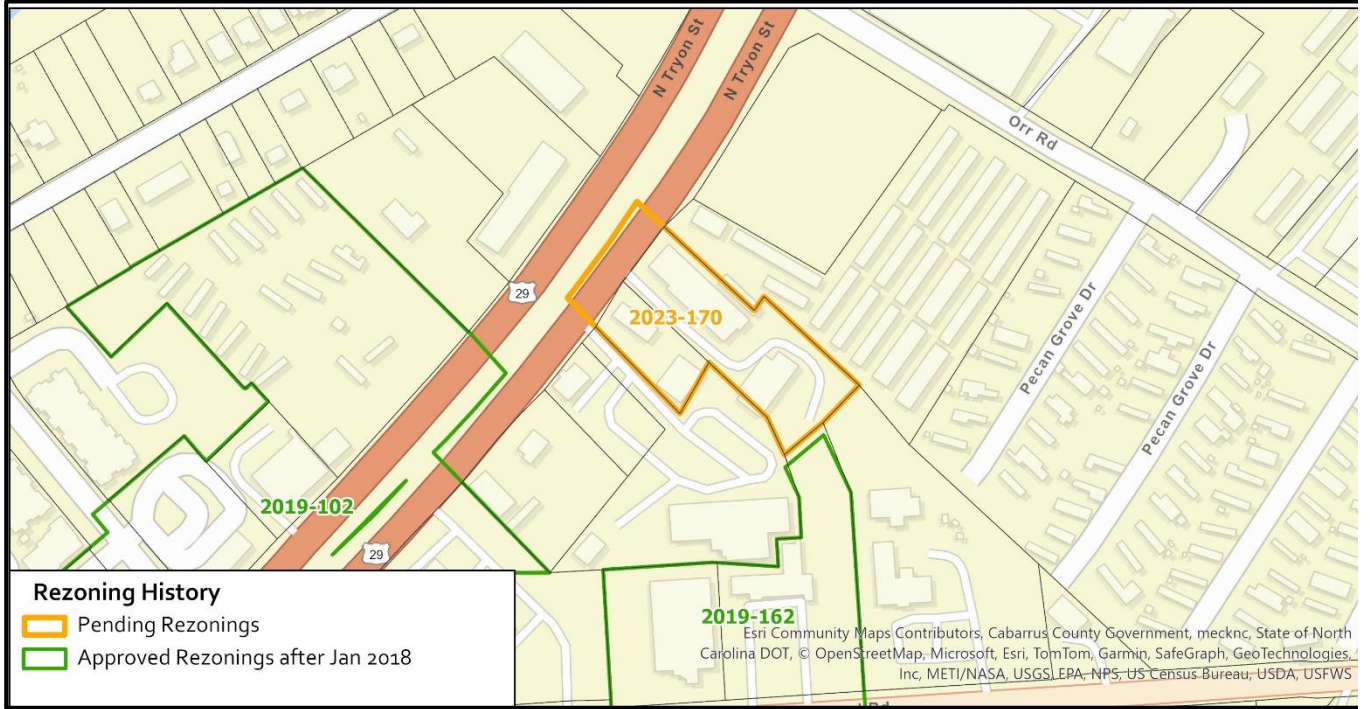 N Tryon St
N Tryon St
Orr Rd
29
2023-170
Pecan Grove Dr
Pecan Grove Dr
2019-102
29
2019-162
Rezoning History
Pending Rezonings
Approved Rezonings after Jan 2018
Esri Community Maps Contributors, Cabarrus County Government, mecknc, State of North
Carolina DOT, © OpenStreetMap, Microsoft, Esri, TomTom, Garmin, SafeGraph, GeoTechnologies,
Inc, METI/NASA, USGS, EPA, NPS, US Census Bureau, USDA, USFWS
Rd